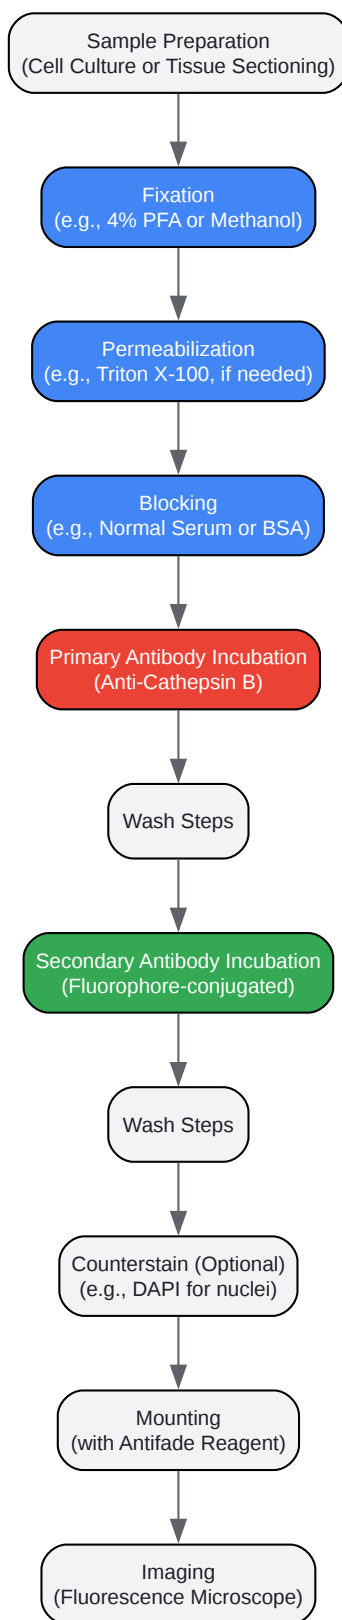 Sample Preparation
(Cell Culture or Tissue Sectioning)
Fixation
(e.g., 4% PFA or Methanol)
Permeabilization
(e.g., Triton X-100, if needed)
Blocking
(e.g., Normal Serum or BSA)
Primary Antibody Incubation
(Anti-Cathepsin B)
Wash Steps
Secondary Antibody Incubation
(Fluorophore-conjugated)
Wash Steps
Counterstain (Optional)
(e.g., DAPI for nuclei)
Mounting
(with Antifade Reagent)
Imaging
(Fluorescence Microscope)